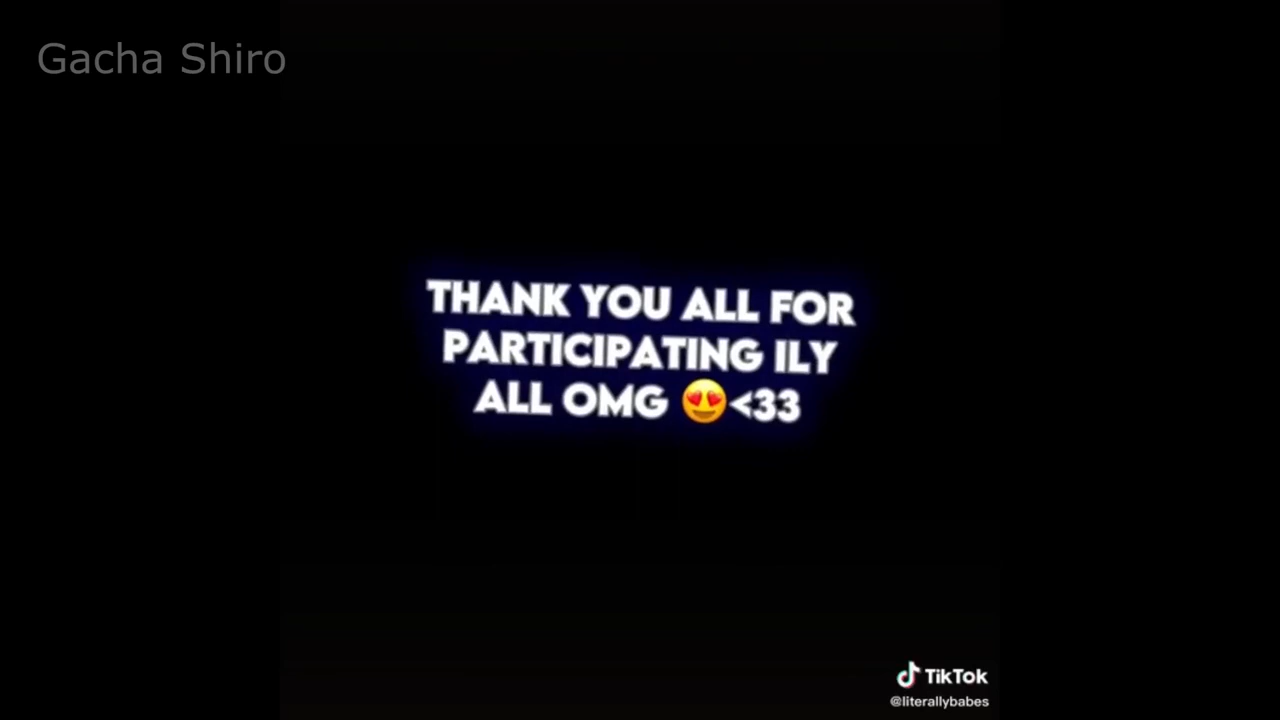 Gacha Shiro
THANK YOU ALL FOR
PARTICIPATING ILY
ALL OMG 😍<33
TikTok
@literallybabes